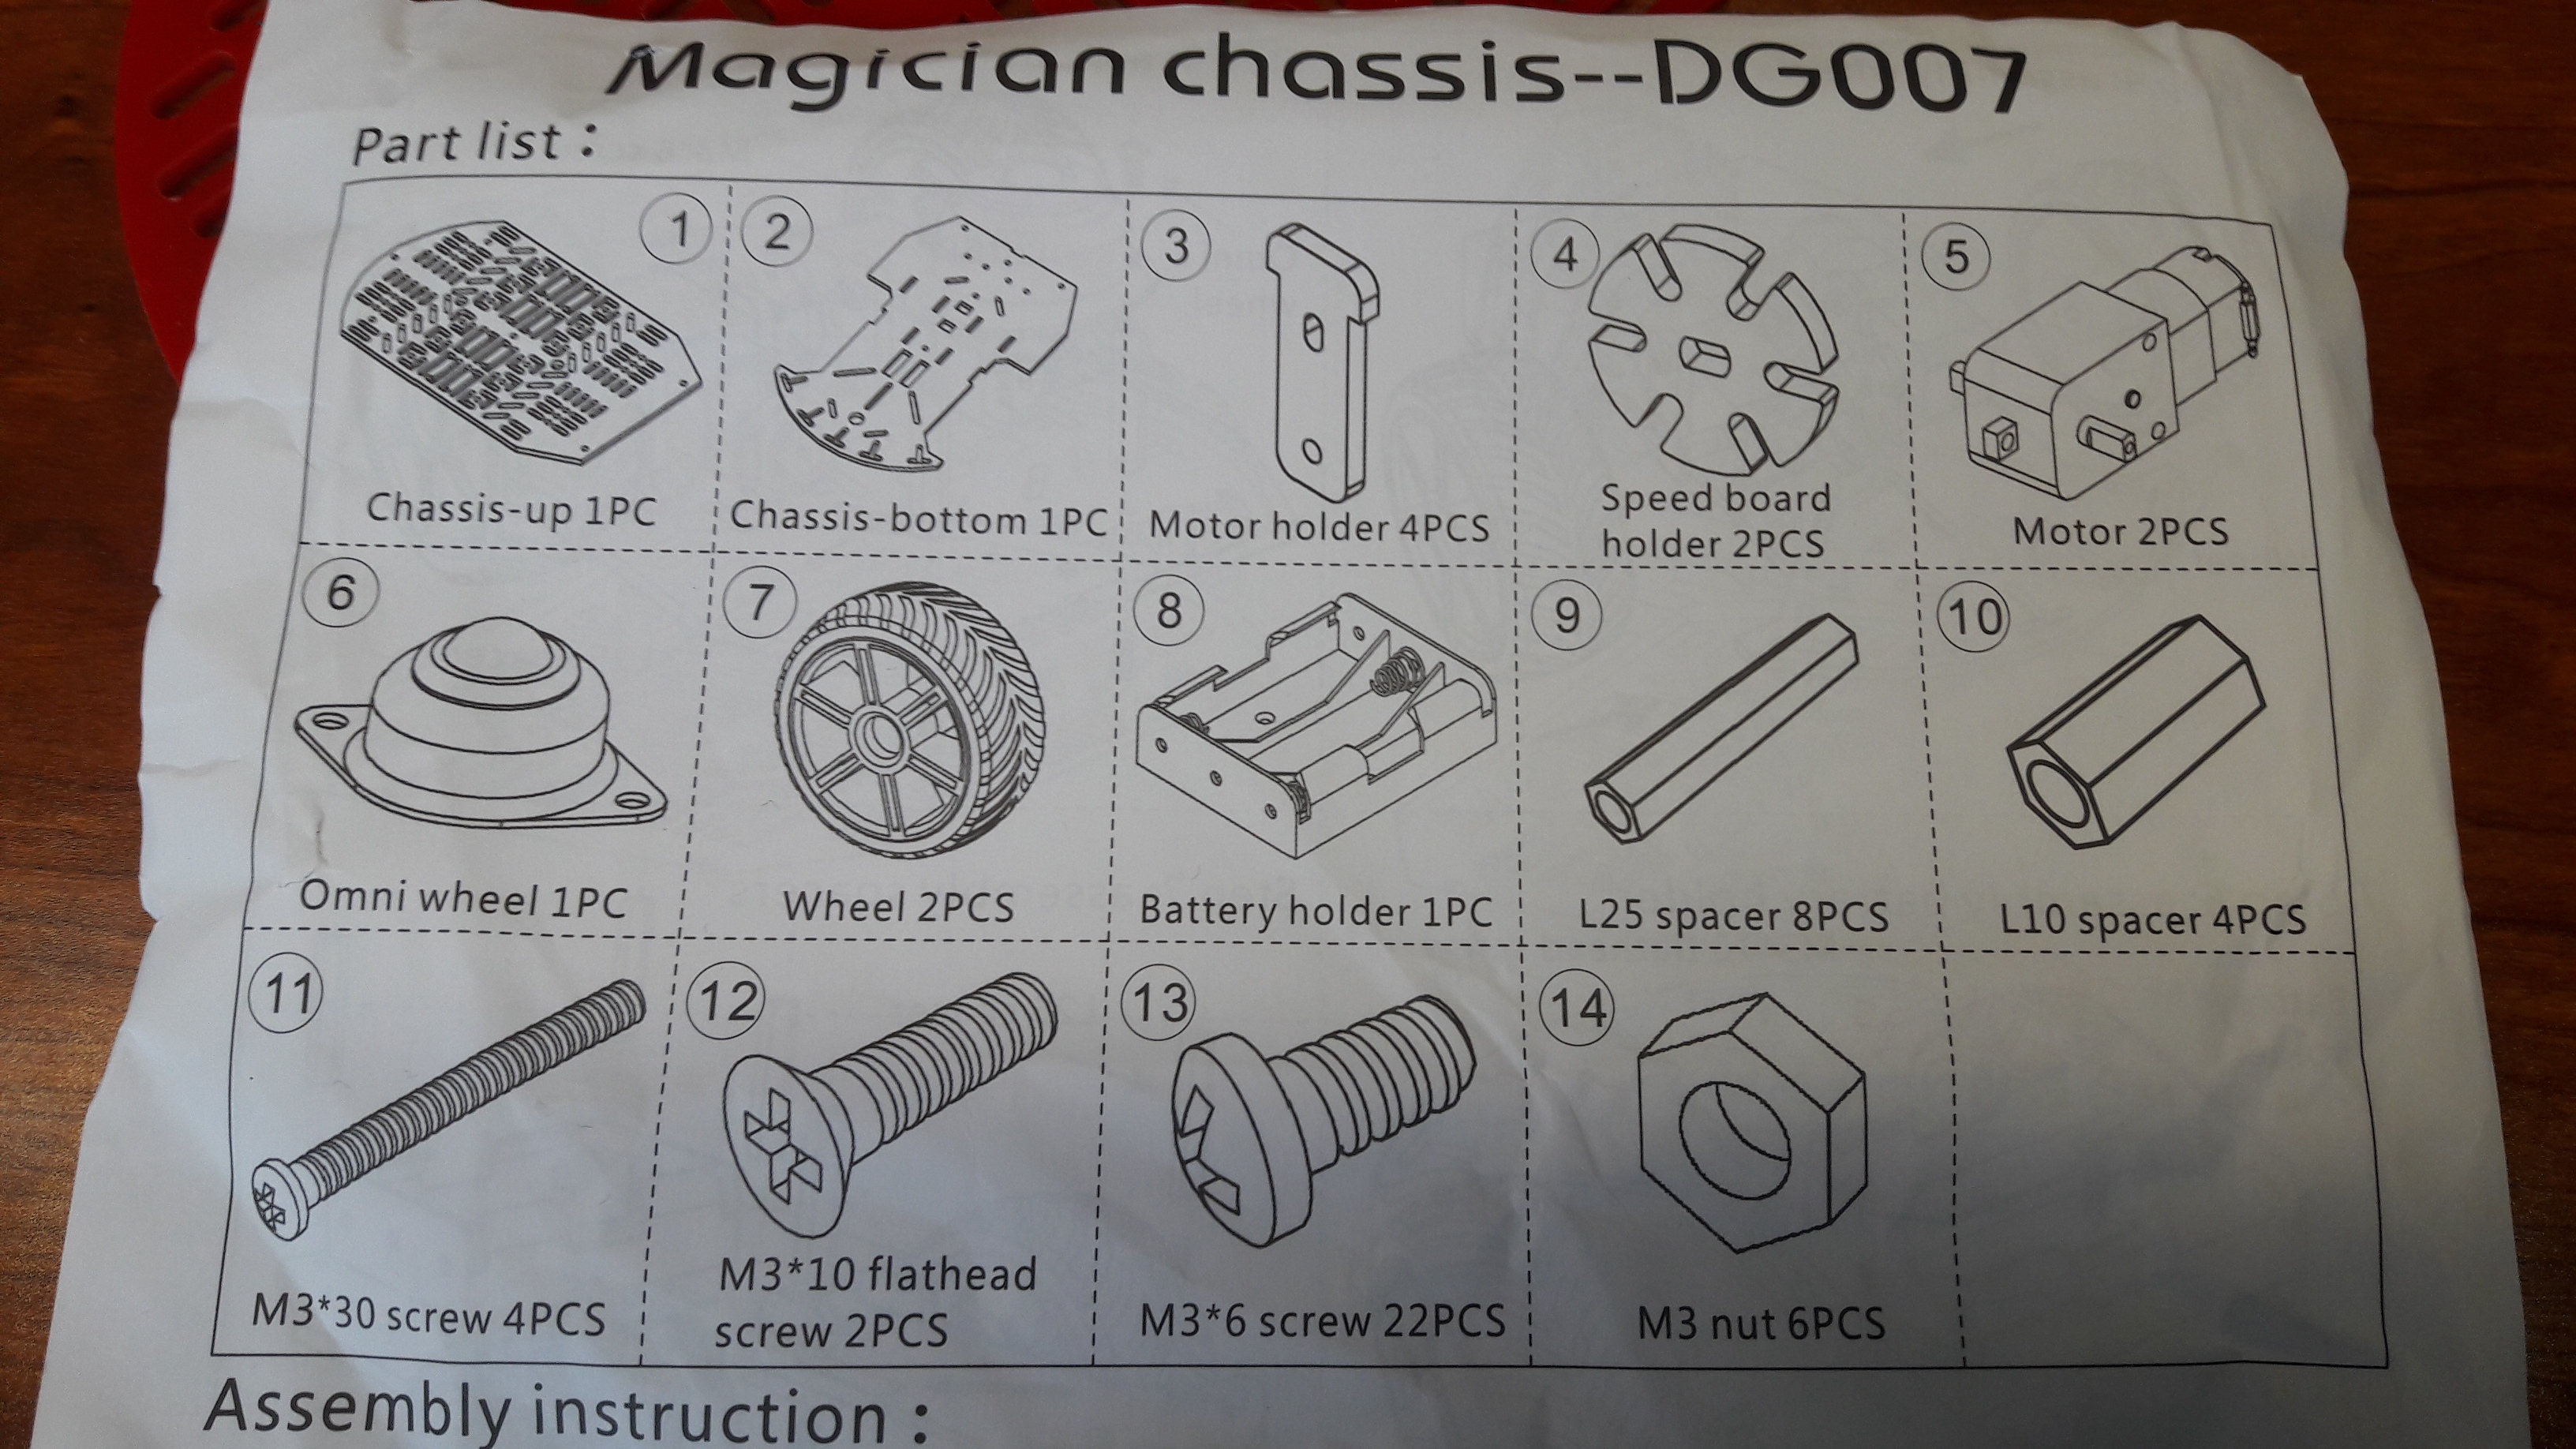 Magician chassis--DG007
Part list：
1
2
3
4
5
Chassis-up 1PC
Chassis-bottom 1PC
Motor holder 4PCS
Speed board
holder 2PCS
Motor 2PCS
6
7
8
9
10
Omni wheel 1PC
Wheel 2PCS
Battery holder 1PC
L25 spacer 8PCS
L10 spacer 4PCS
11
12
13
14
M3*30 screw 4PCS
M3*10 flathead
screw 2PCS
M3*6 screw 22PCS
M3 nut 6PCS
Assembly instruction：